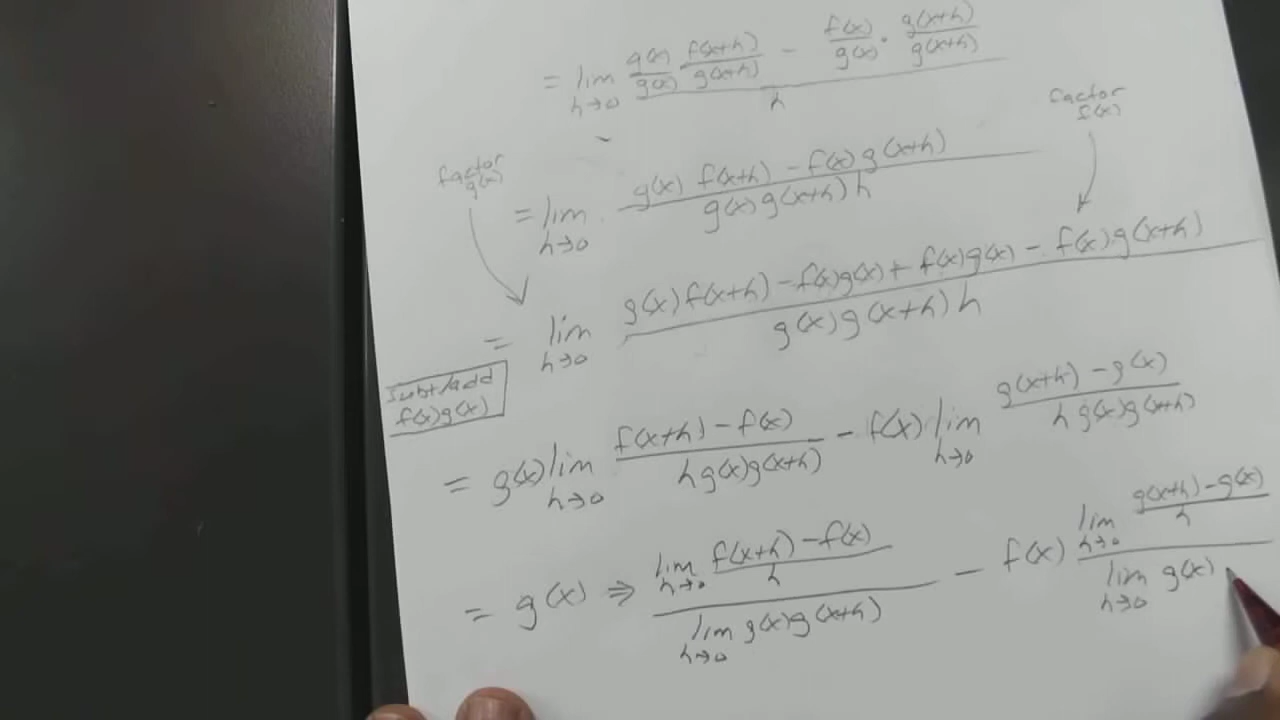 = lim h→0 g(x)/g(x) f(x+h)/g(x+h) - f(x)/g(x) · g(x+h)/g(x+h) / h
factor f(x)
factor g(x)
= lim h→0 g(x) f(x+h) - f(x) g(x+h) / g(x) g(x+h) h
= lim h→0 g(x) f(x+h) - f(x)g(x) + f(x)g(x) - f(x) g(x+h) / g(x)g(x+h) h
Subt/add
f(x)g(x)
= g(x) lim h→0 f(x+h) - f(x) / h g(x)g(x+h) - f(x) lim h→0 g(x+h) - g(x) / h g(x)g(x+h)
= g(x) ⇒ lim h→0 f(x+h) - f(x) / h / lim h→0 g(x)g(x+h) - f(x) lim h→0 g(x+h) - g(x) / h / lim h→0 g(x)